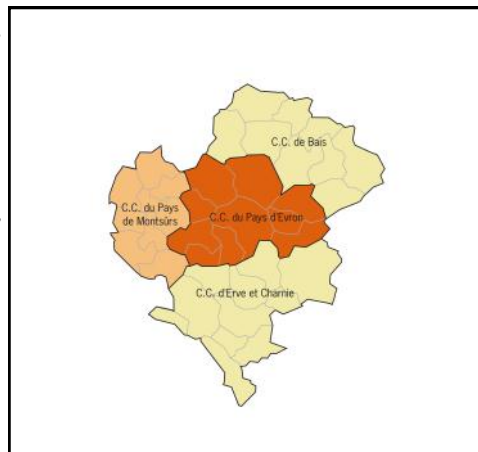 C.C. de Bais
C.C. du Pays
de Montsûrs
C.C. du Pays d'Evron
C.C. d'Erve et Charnie